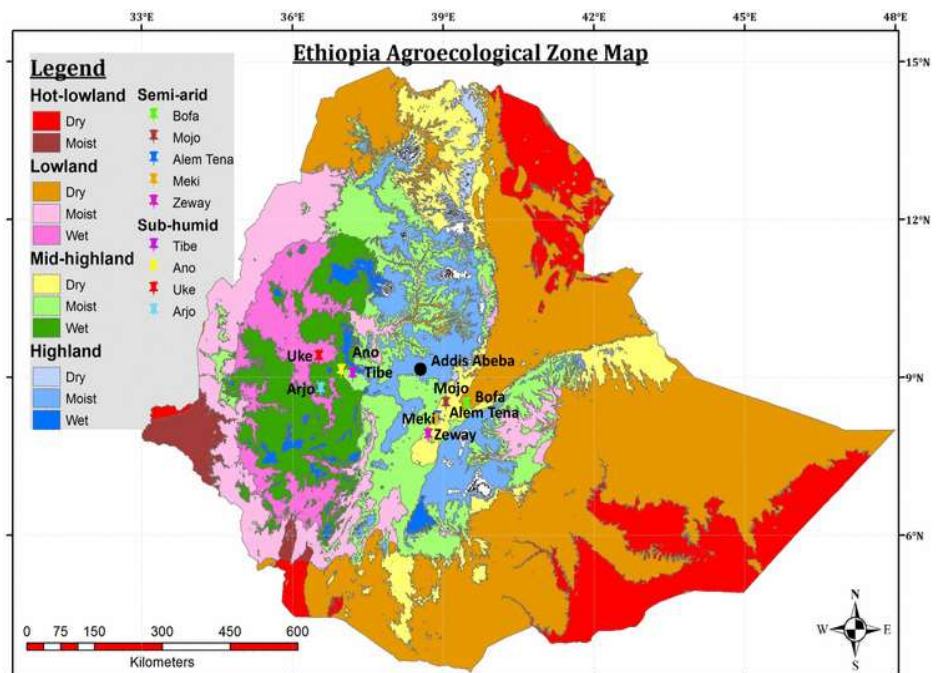 33°E 36°E 39°E 42°E 45°E 48°E
Ethiopia Agroecological Zone Map
15°N
12°N
9°N
6°N
Legend
Hot-lowland
Dry
Moist
Lowland
Dry
Moist
Wet
Mid-highland
Dry
Moist
Wet
Highland
Dry
Moist
Wet
Semi-arid
Bofa
Mojo
Alem Tena
Meki
Zeway
Sub-humid
Tibe
Ano
Uke
Arjo
Uke
Ano
Tibe
Arjo
Addis Abeba
Mojo
Bofa
Meki
Alem Tena
Zeway
0 75 150 300 450 600
Kilometers
N
W E
S